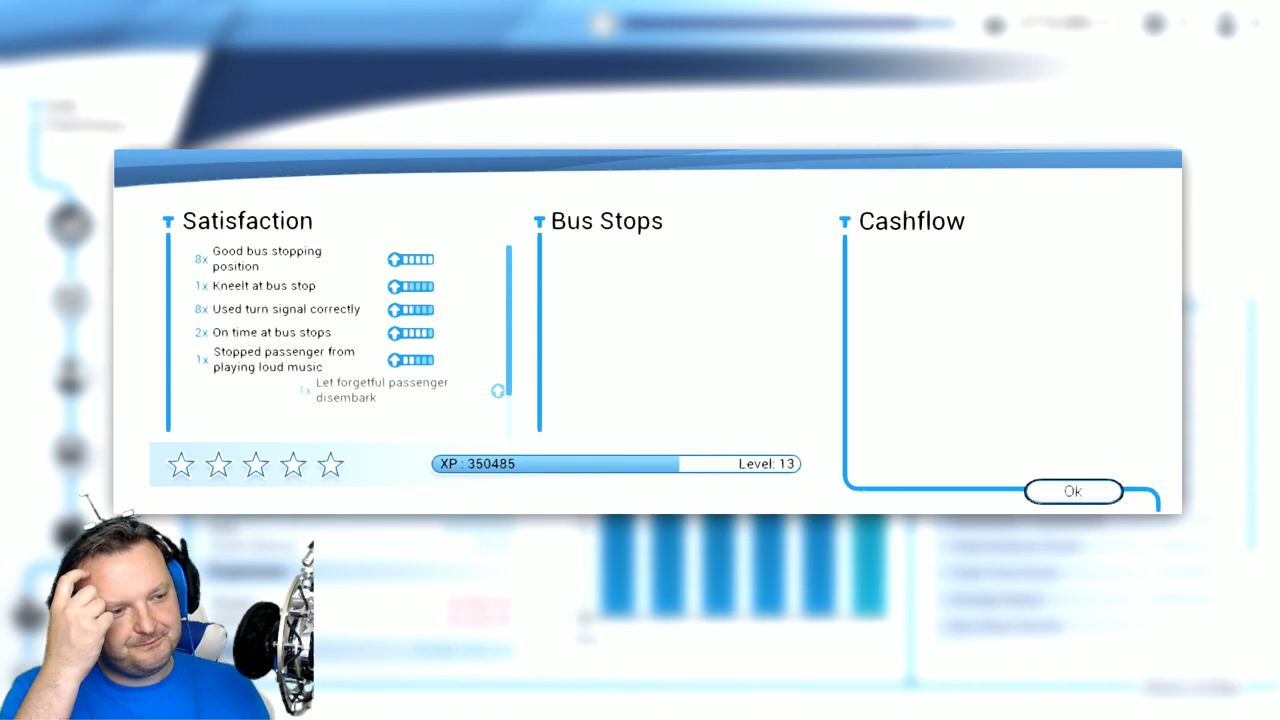 Satisfaction
Bus Stops
Cashflow
8x Good bus stopping
position
1x Kneelt at bus stop
8x Used turn signal correctly
2x On time at bus stops
1x Stopped passenger from
playing loud music
1x Let forgetful passenger
disembark
XP : 350485
Level: 13
Ok